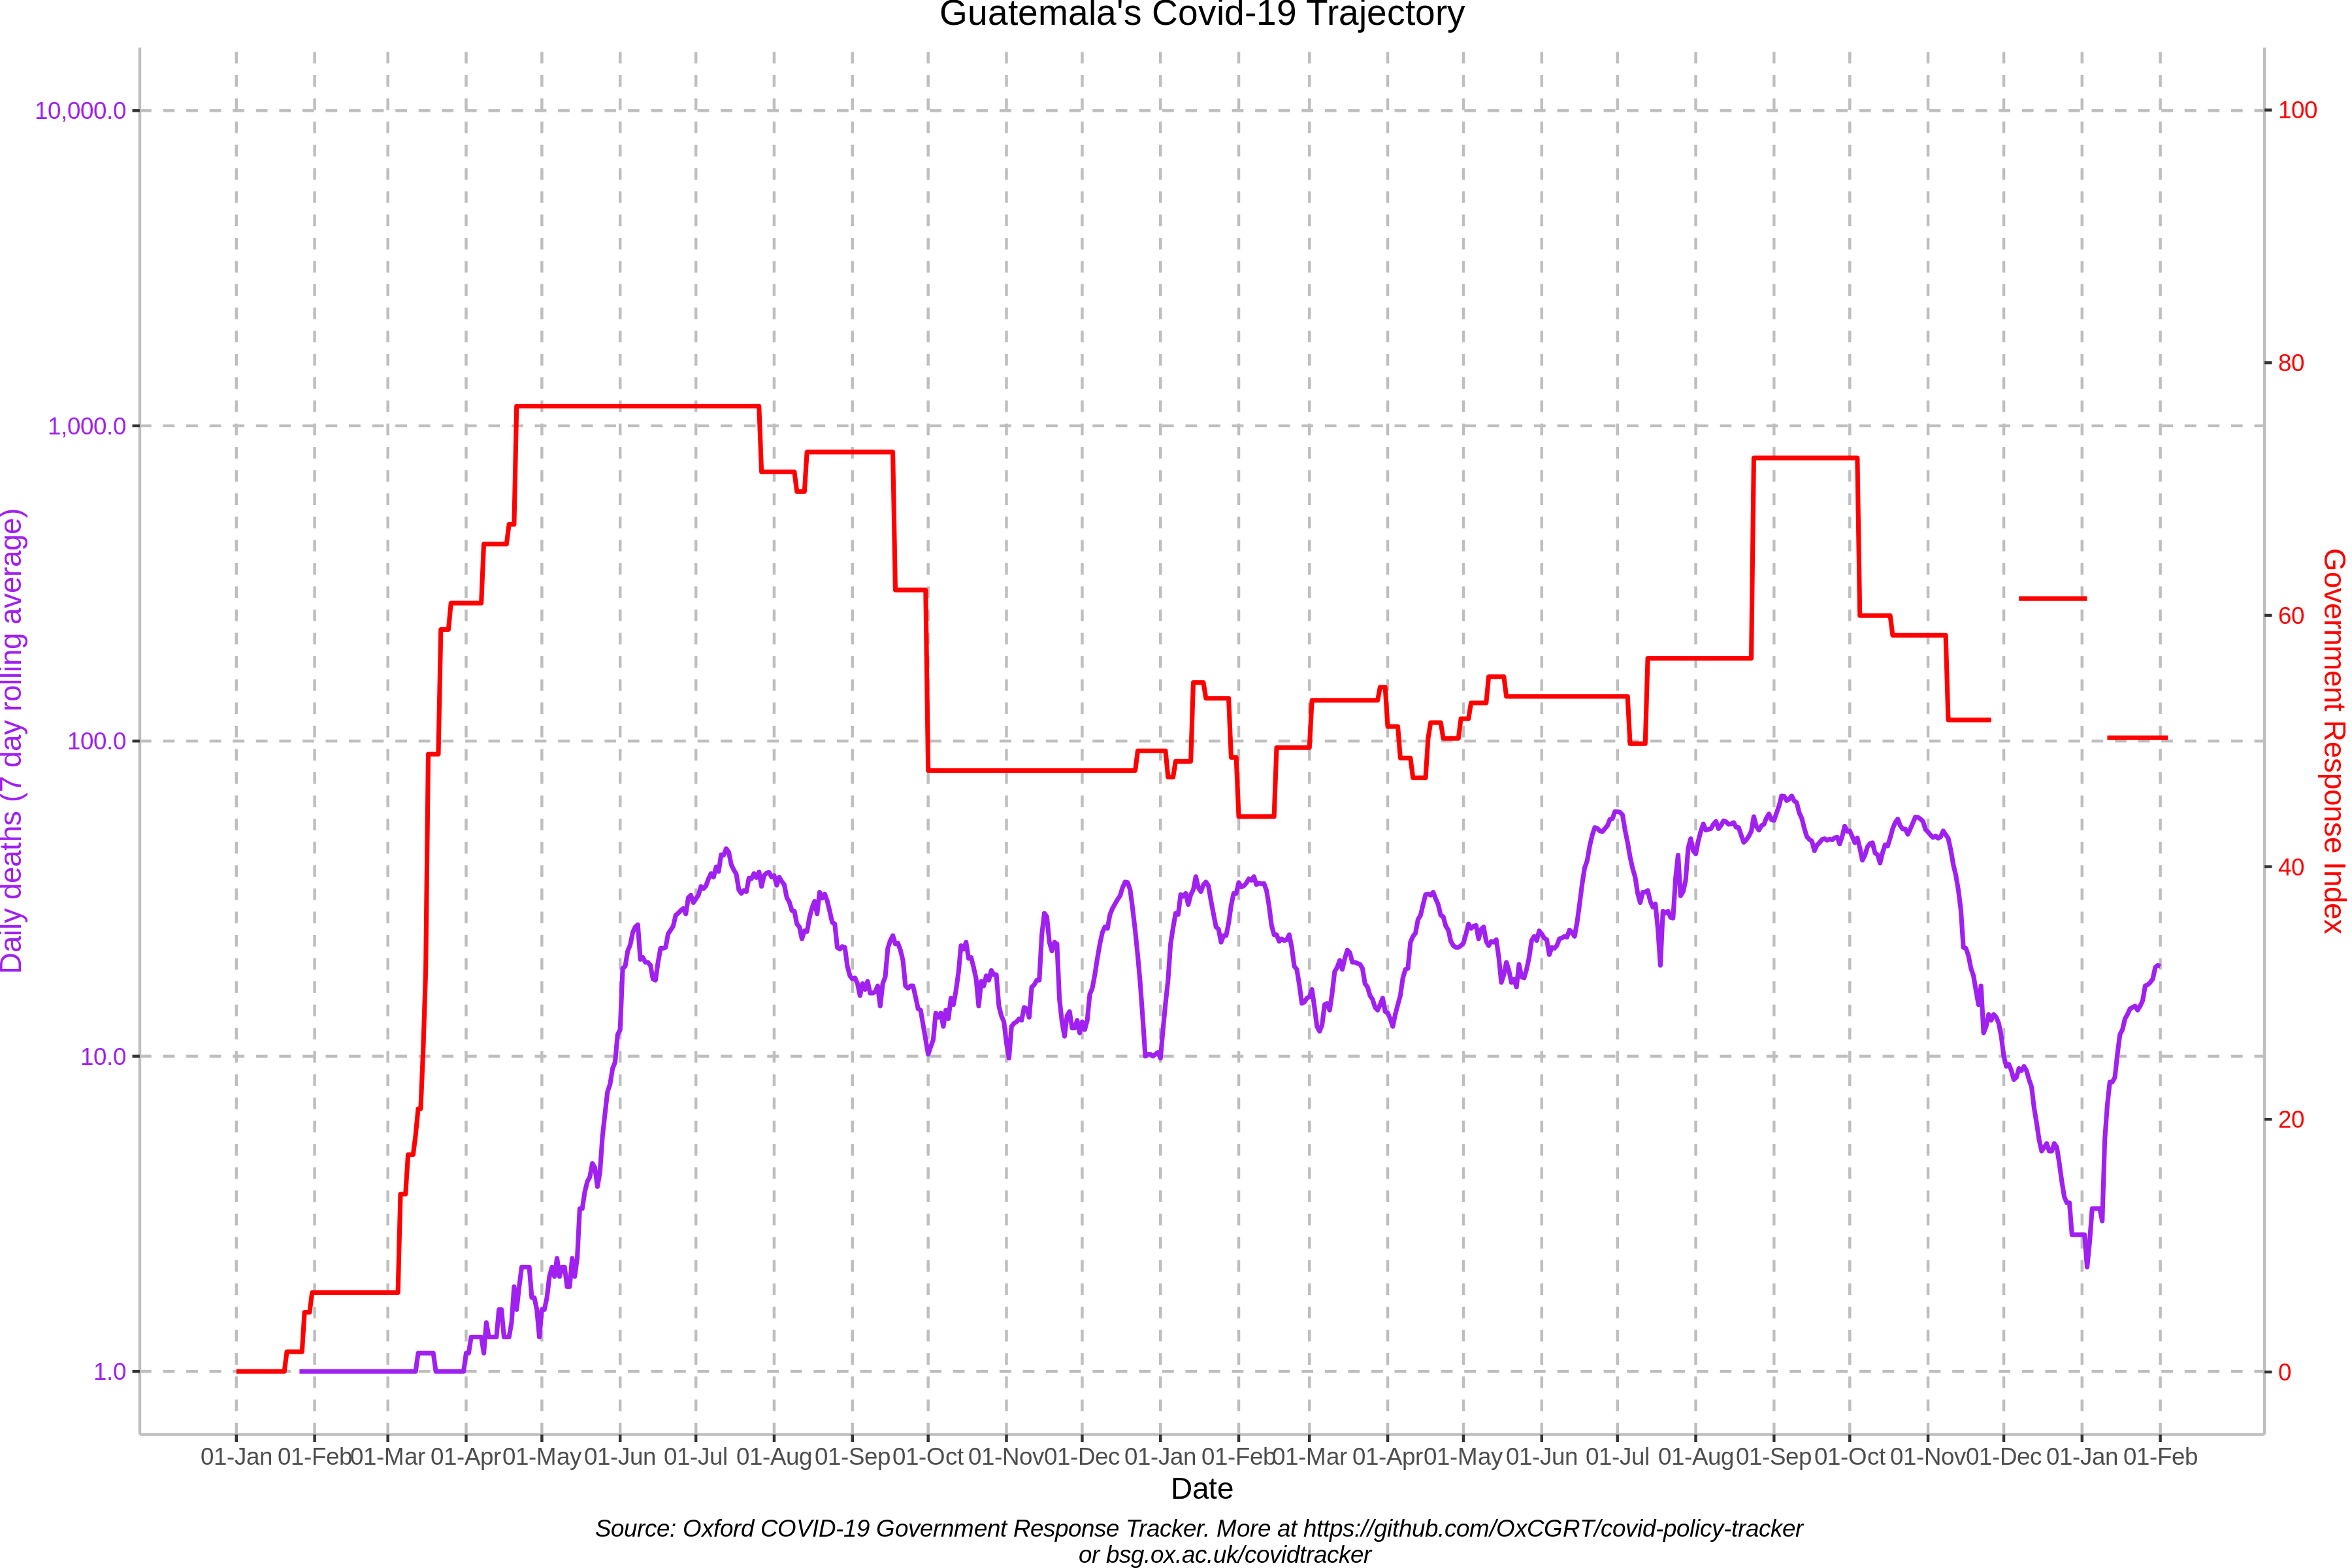 Guatemala's Covid-19 Trajectory
Daily deaths (7 day rolling average)
10,000.0
1,000.0
100.0
10.0
1.0
100
80
60
40
20
0
Government Response Index
01-Jan 01-Feb 01-Mar 01-Apr 01-May 01-Jun 01-Jul 01-Aug 01-Sep 01-Oct 01-Nov 01-Dec 01-Jan 01-Feb 01-Mar 01-Apr 01-May 01-Jun 01-Jul 01-Aug 01-Sep 01-Oct 01-Nov 01-Dec 01-Jan 01-Feb
Date
Source: Oxford COVID-19 Government Response Tracker. More at https://github.com/OxCGRT/covid-policy-tracker
or bsg.ox.ac.uk/covidtracker